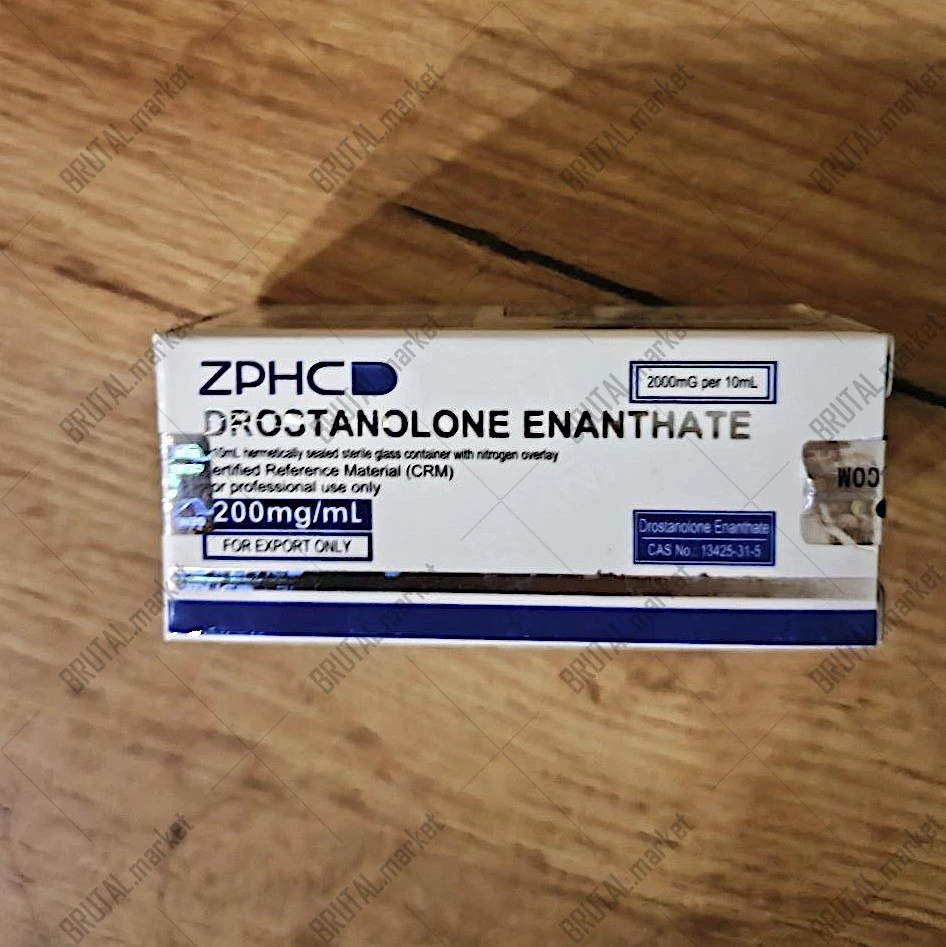 ZPHC
2000mG per 10mL
DROSTANOLONE ENANTHATE
10mL hermetically sealed sterile glass container with nitrogen overlay
ertified Reference Material (CRM)
or professional use only
200mg/mL
FOR EXPORT ONLY
Drostanolone Enanthate
CAS No.: 13425-31-5
COM
BRUTAL.market